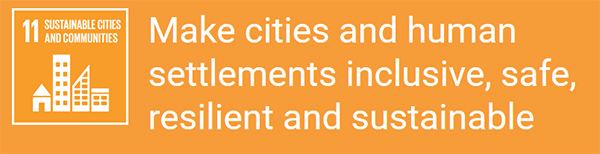 11 SUSTAINABLE CITIES
AND COMMUNITIES
Make cities and human
settlements inclusive, safe,
resilient and sustainable